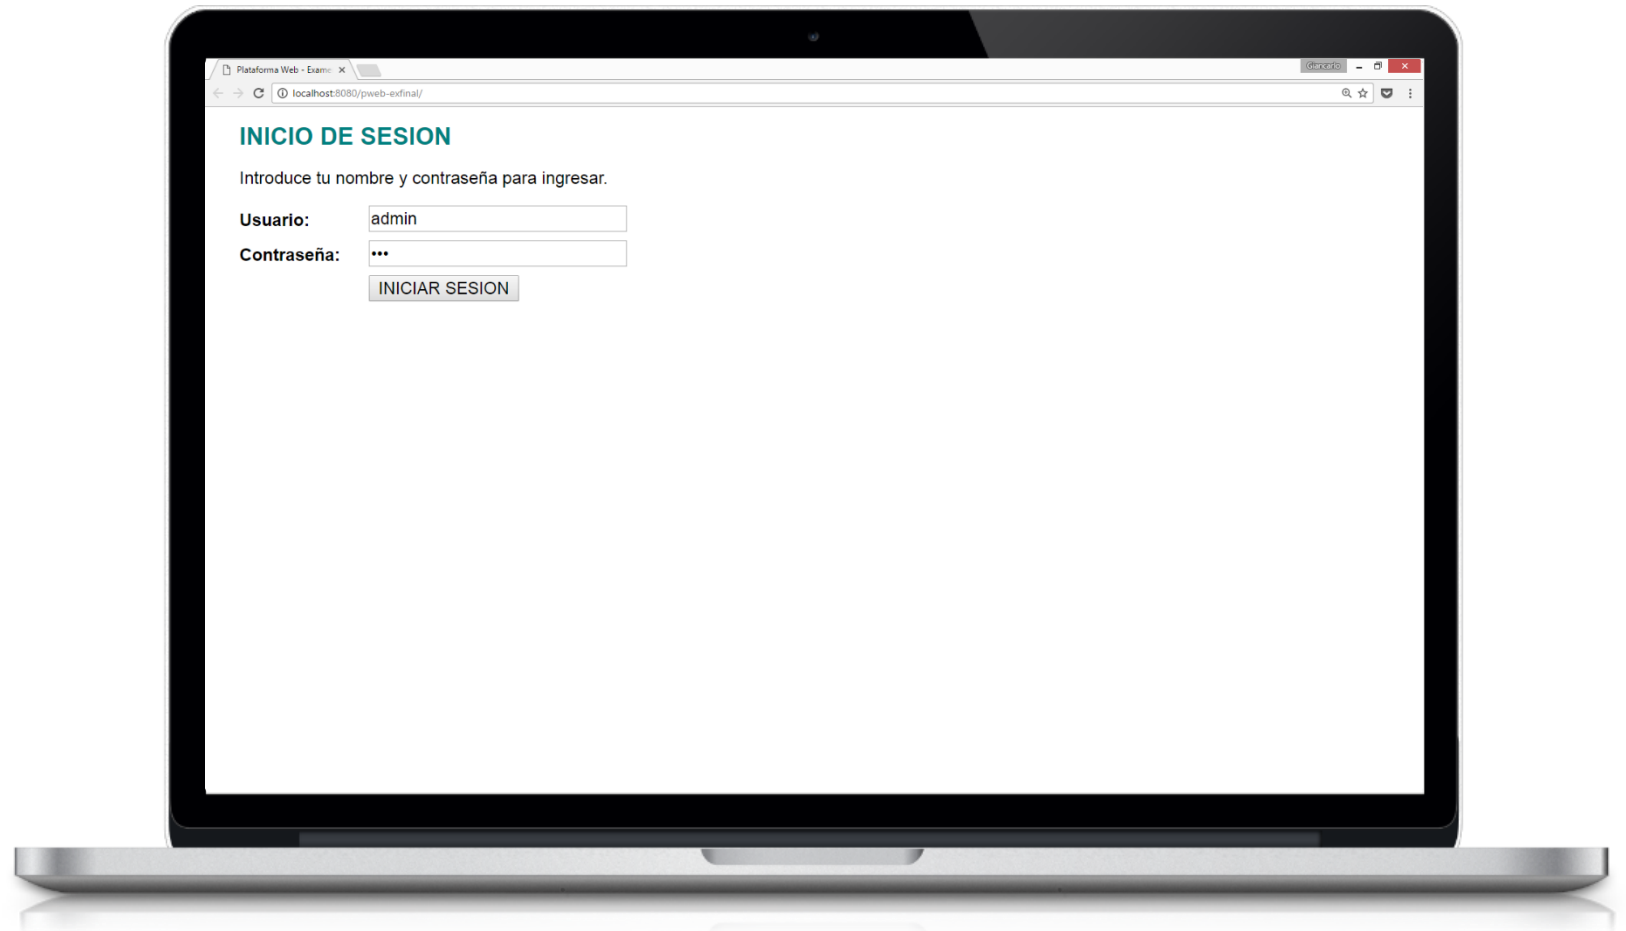 Plataforma Web - Exame
Giancarlo
localhost:8080/pweb-exfinal/
INICIO DE SESION
Introduce tu nombre y contraseña para ingresar.
Usuario: admin
Contraseña: •••
INICIAR SESION